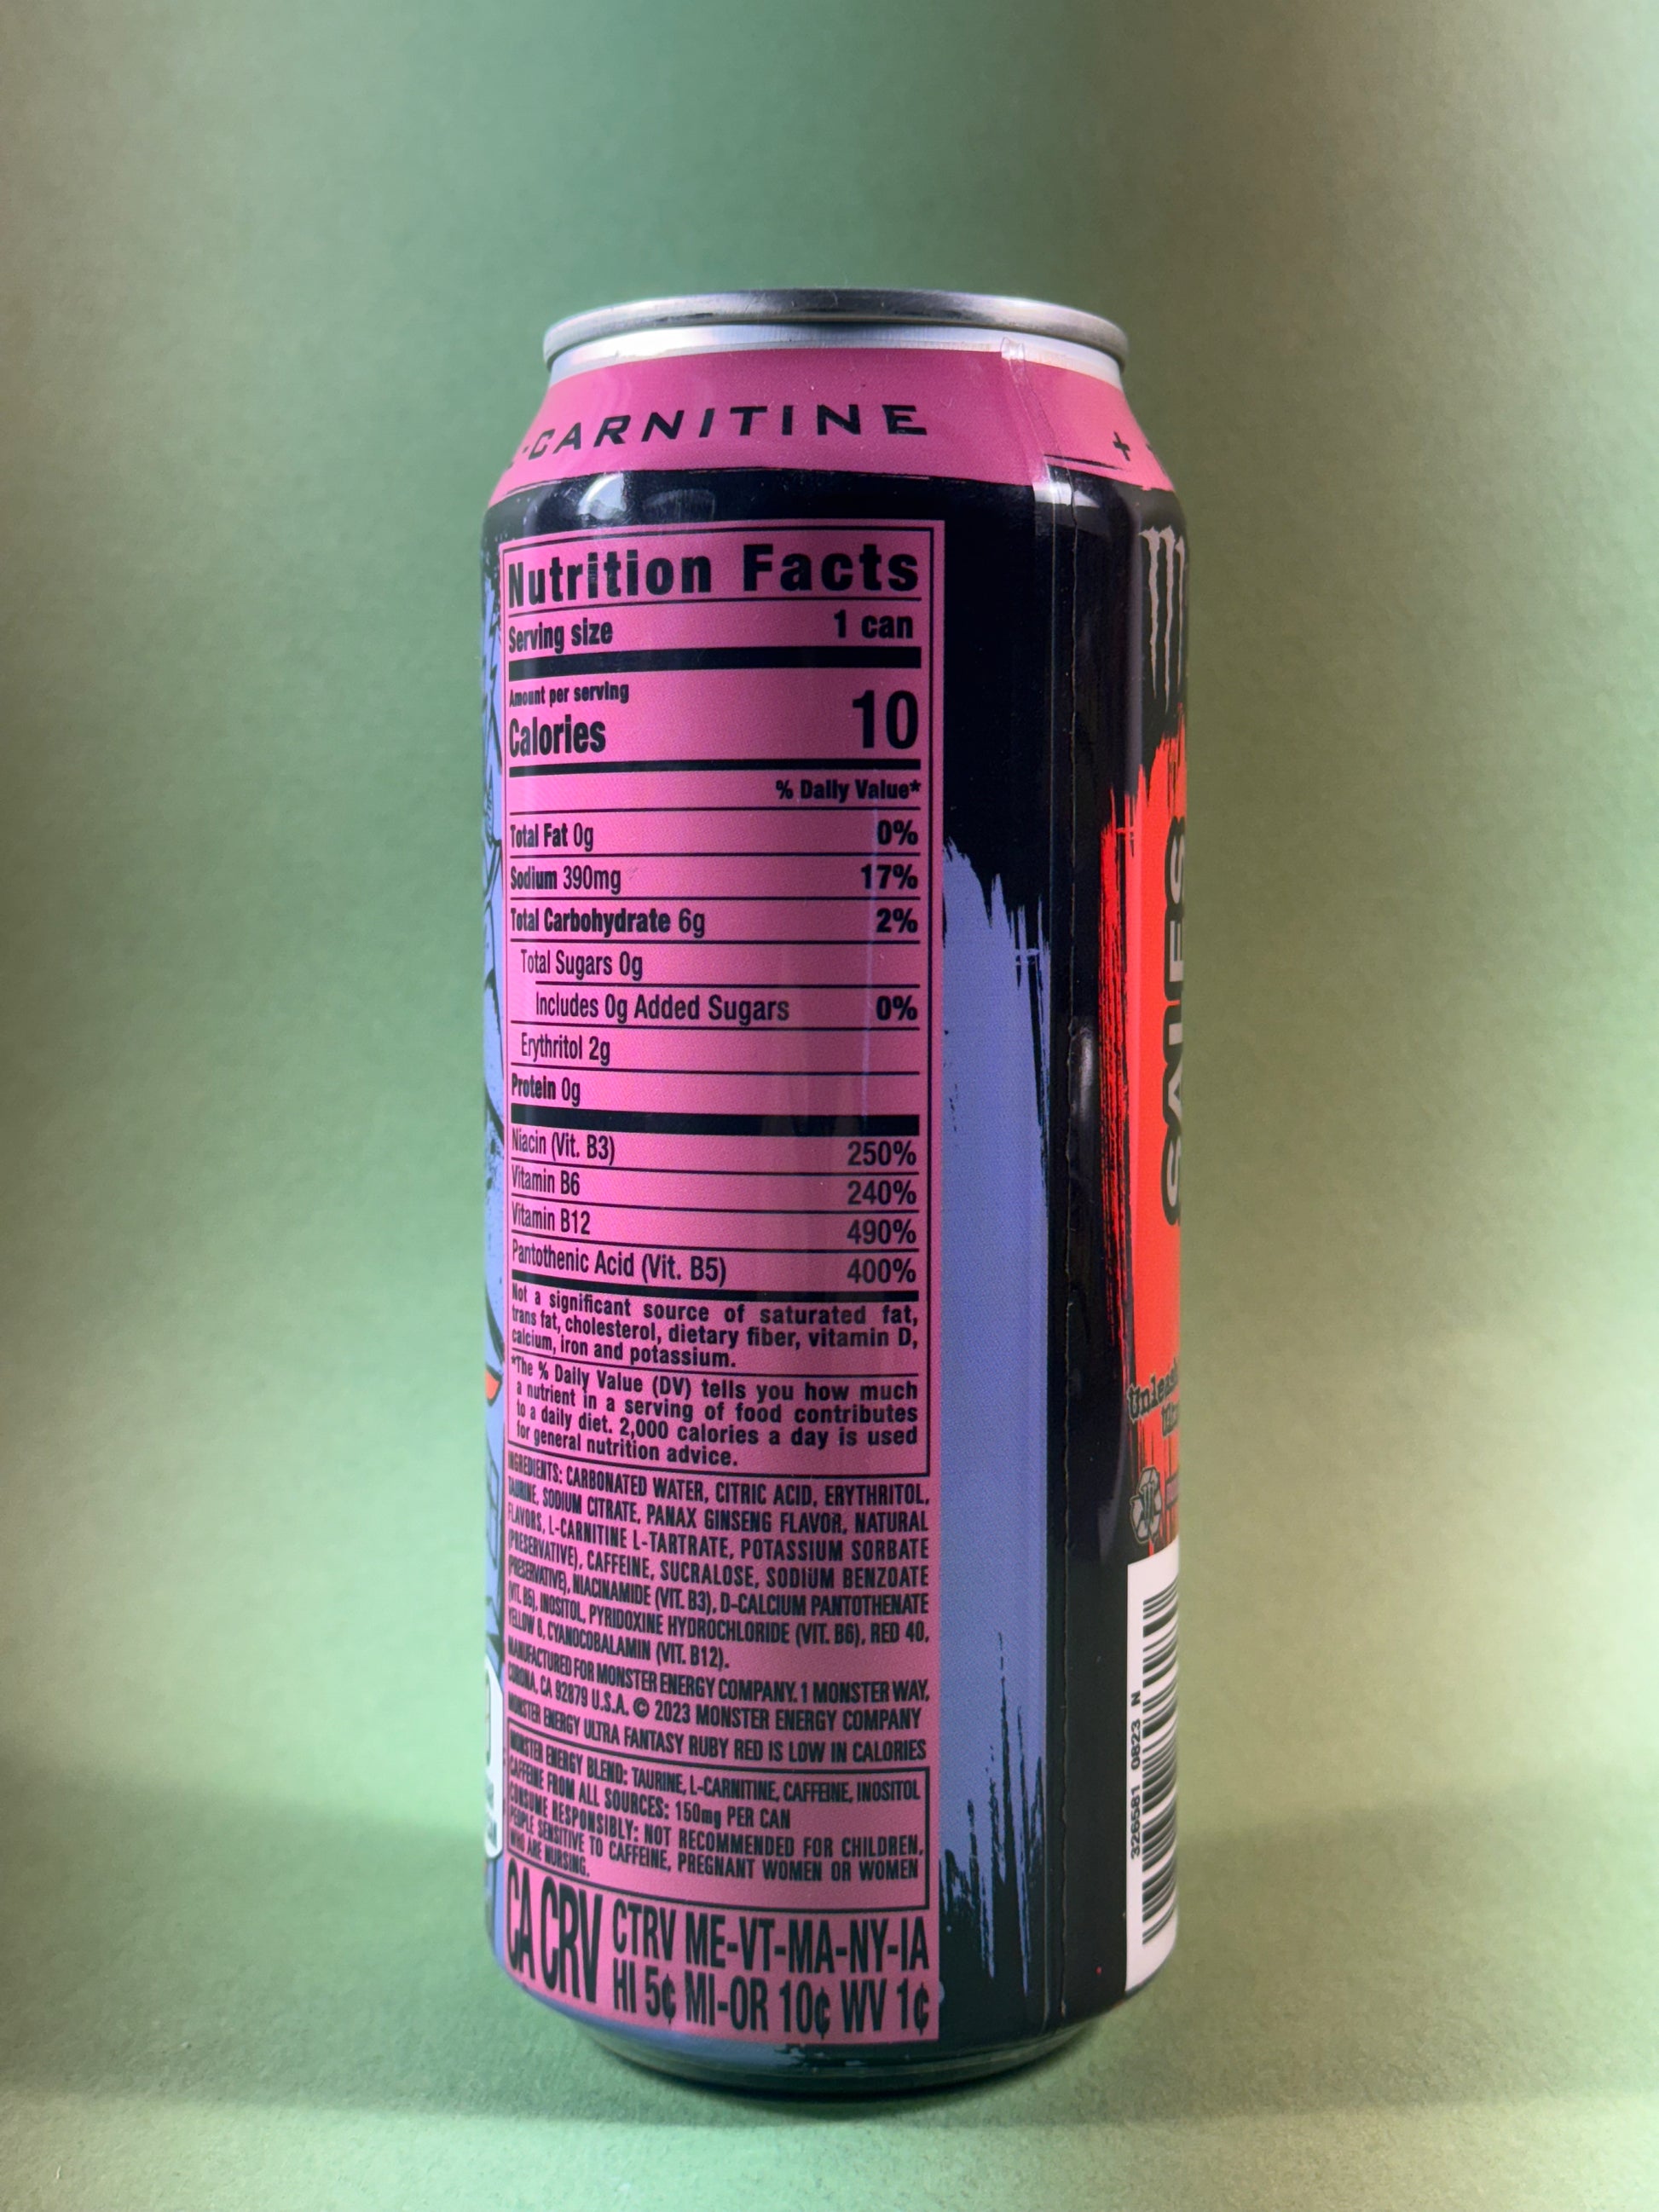 -CARNITINE
+
Nutrition Facts
Serving size 1 can
Amount per serving
Calories 10
% Daily Value*
Total Fat 0g 0%
Sodium 390mg 17%
Total Carbohydrate 6g 2%
Total Sugars 0g
Includes 0g Added Sugars 0%
Erythritol 2g
Protein 0g
Niacin (Vit. B3) 250%
Vitamin B6 240%
Vitamin B12 490%
Pantothenic Acid (Vit. B5) 400%
Not a significant source of saturated fat,
trans fat, cholesterol, dietary fiber, vitamin D,
calcium, iron and potassium.
*The % Daily Value (DV) tells you how much
a nutrient in a serving of food contributes
to a daily diet. 2,000 calories a day is used
for general nutrition advice.
INGREDIENTS: CARBONATED WATER, CITRIC ACID, ERYTHRITOL,
TAURINE, SODIUM CITRATE, PANAX GINSENG FLAVOR, NATURAL
FLAVORS, L-CARNITINE L-TARTRATE, POTASSIUM SORBATE
(PRESERVATIVE), CAFFEINE, SUCRALOSE, SODIUM BENZOATE
(PRESERVATIVE), NIACINAMIDE (VIT. B3), D-CALCIUM PANTOTHENATE
(VIT. B5), INOSITOL, PYRIDOXINE HYDROCHLORIDE (VIT. B6), RED 40,
YELLOW 6, CYANOCOBALAMIN (VIT. B12).
MANUFACTURED FOR MONSTER ENERGY COMPANY. 1 MONSTER WAY,
CORONA, CA 92879 U.S.A. © 2023 MONSTER ENERGY COMPANY
MONSTER ENERGY ULTRA FANTASY RUBY RED IS LOW IN CALORIES
MONSTER ENERGY BLEND: TAURINE, L-CARNITINE, CAFFEINE, INOSITOL
CAFFEINE FROM ALL SOURCES: 150mg PER CAN
CONSUME RESPONSIBLY: NOT RECOMMENDED FOR CHILDREN,
PEOPLE SENSITIVE TO CAFFEINE, PREGNANT WOMEN OR WOMEN
WHO ARE NURSING.
CA CRV CTRV ME-VT-MA-NY-IA
HI 5¢ MI-OR 10¢ WV 1¢
SALES
Unleash
326581 0823 N